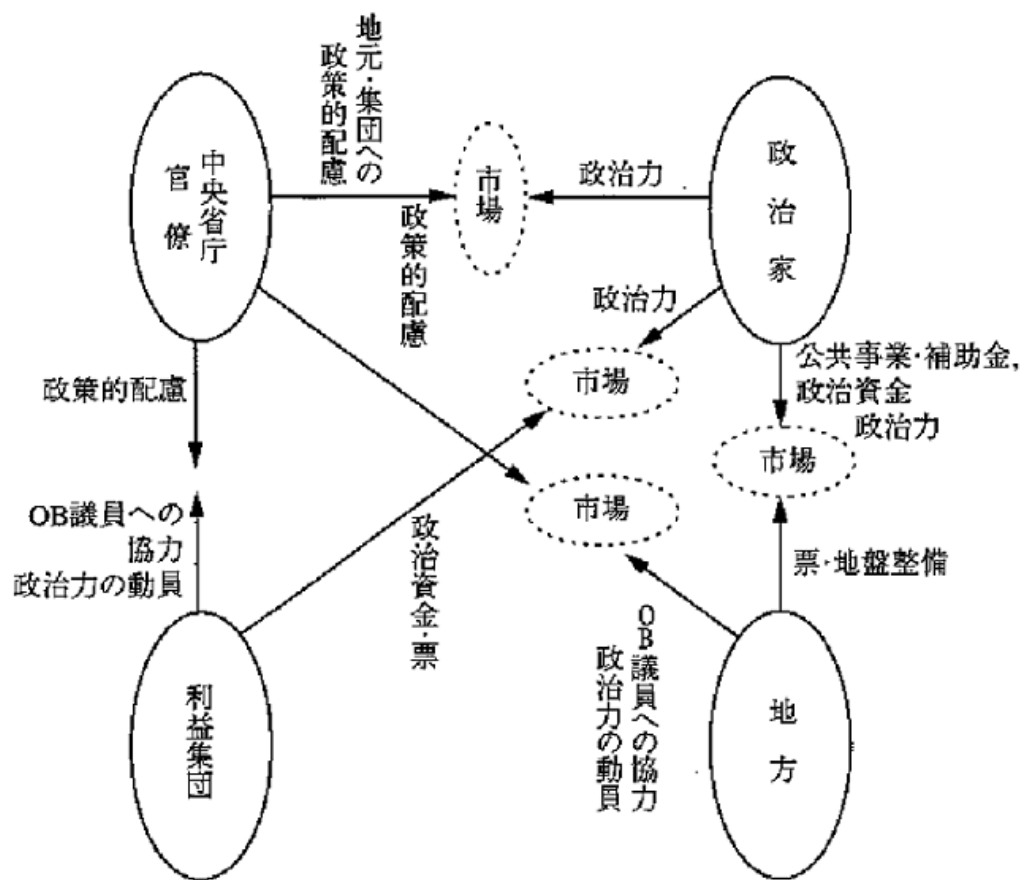 地元・集団への
政策的配慮
中央省庁
官僚
市場
政治力
政治家
政策的配慮
政治力
市場
公共事業・補助金,
政治資金
政治力
市場
政策的配慮
市場
OB議員への
協力
政治力の動員
政治資金・票
票・地盤整備
OB議員への協力
政治力の動員
利益集団
地方